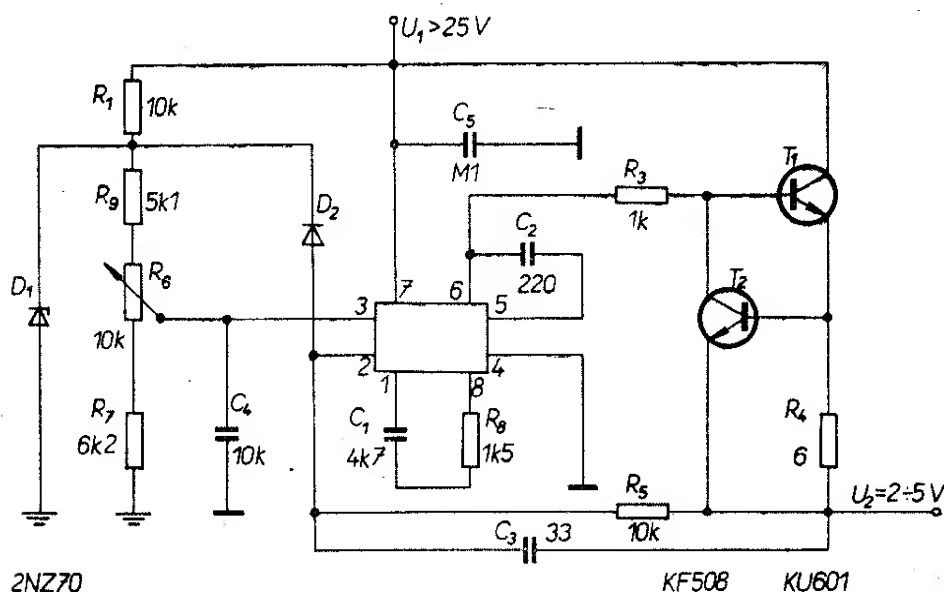 U1 > 25 V
R1
10k
C5
M1
T1
R3
1k
R9
5k1
D2
C2
220
T2
D1
R6
10k
3
7
6
5
2
1
8
4
R7
6k2
C4
10k
C1
4k7
R8
1k5
R4
6
R5
10k
U2=2÷5 V
C3
33
2NZ70
KF508
KU601